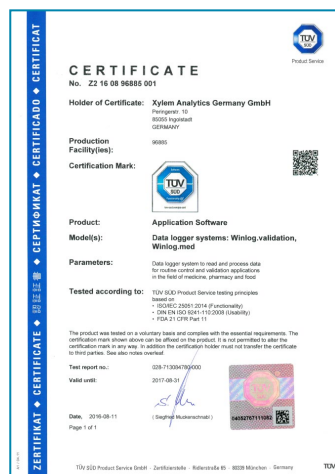 TÜV
SÜD
Product Service
CERTIFICATE
No. Z2 16 08 96885 001
Holder of Certificate: Xylem Analytics Germany GmbH
Peringerstr. 10
85055 Ingolstadt
GERMANY
Production
Facility(ies):
96885
Certification Mark:
TÜV
SÜD
Product: Application Software
Model(s): Data logger systems: Winlog.validation,
Winlog.med
Parameters: Data logger system to read and process data
for routine control and validation applications
in the field of medicine, pharmacy and food
Tested according to: TÜV SÜD Product Service testing principles
based on
• ISO/IEC 25051:2014 (Functionality)
• DIN EN ISO 9241-110:2008 (Usability)
• FDA 21 CFR Part 11
The product was tested on a voluntary basis and complies with the essential requirements. The
certification mark shown above can be affixed on the product. It is not permitted to alter the
certification mark in any way. In addition the certification holder must not transfer the certificate
to third parties. See also notes overleaf.
Test report no.: 028-713084780/000
Valid until: 2017-08-31
Date, 2016-08-11
( Siegfried Muckenschnabl )
Page 1 of 1
TÜV SÜD Product Service GmbH · Zertifizierstelle · Ridlerstraße 65 · 80339 München · Germany
TÜV
ZERTIFIKAT ◆ CERTIFICATE ◆
◆ СЕРТИФИКАТ ◆ CERTIFICADO ◆ CERTIFICAT